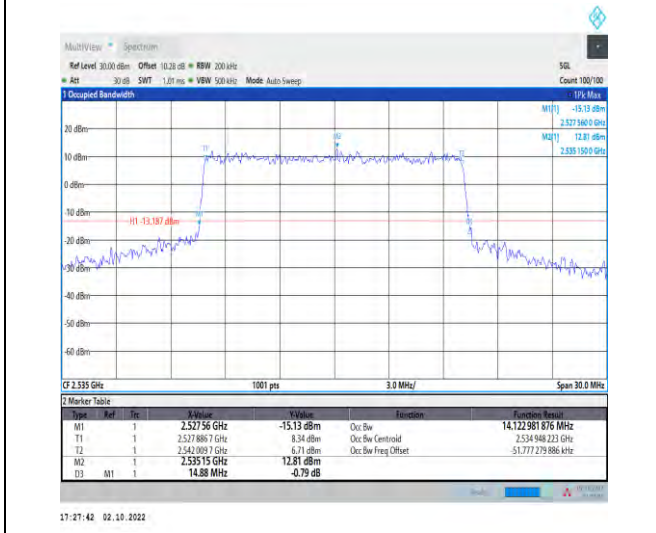 MultiView Spectrum
Ref Level 30.00 dBm Offset 10.28 dB RBW 200 kHz SGL
Att 30 dB SWT 1.01 ms VBW 500 kHz Mode Auto Sweep Count 100/100
1 Occupied Bandwidth 1Pk Max
M1[1] -15.13 dBm
2.527 560 0 GHz
M2[1] 12.81 dBm
2.535 150 0 GHz
20 dBm
M2
T1
T2
10 dBm
0 dBm
-10 dBm
M1
H1 -13.187 dBm
D3
-20 dBm
-30 dBm
-40 dBm
-50 dBm
-60 dBm
CF 2.535 GHz 1001 pts 3.0 MHz/ Span 30.0 MHz
2 Marker Table
Type Ref Trc X-Value Y-Value Function Function Result
M1 1 2.52756 GHz -15.13 dBm Occ Bw 14.122 981 876 MHz
T1 1 2.527 886 7 GHz 8.34 dBm Occ Bw Centroid 2.534 948 223 GHz
T2 1 2.542 009 7 GHz 6.71 dBm Occ Bw Freq Offset -51.777 279 886 kHz
M2 1 2.53515 GHz 12.81 dBm
D3 M1 1 14.88 MHz -0.79 dB
17:27:42 02.10.2022